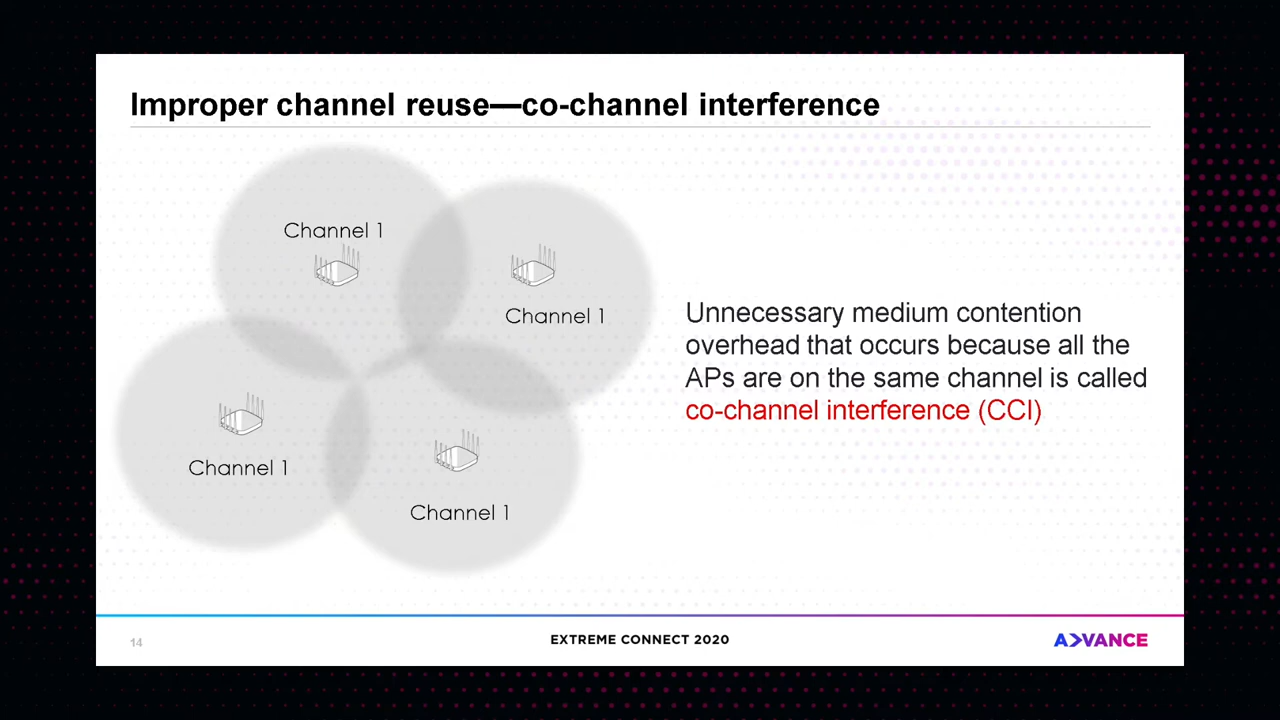 Improper channel reuse—co-channel interference
Channel 1
Channel 1
Channel 1
Channel 1
Unnecessary medium contention
overhead that occurs because all the
APs are on the same channel is called
co-channel interference (CCI)
14
EXTREME CONNECT 2020
ADVANCE